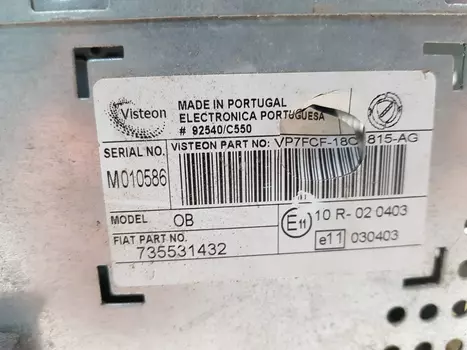 Visteon
MADE IN PORTUGAL
ELECTRONICA PORTUGUESA
# 92540/C550
SERIAL NO.
VISTEON PART NO: VP7FCF-18C 815-AG
M010586
MODEL OB
E11 10 R- 02 0403
FIAT PART NO.
735531432
e11 030403